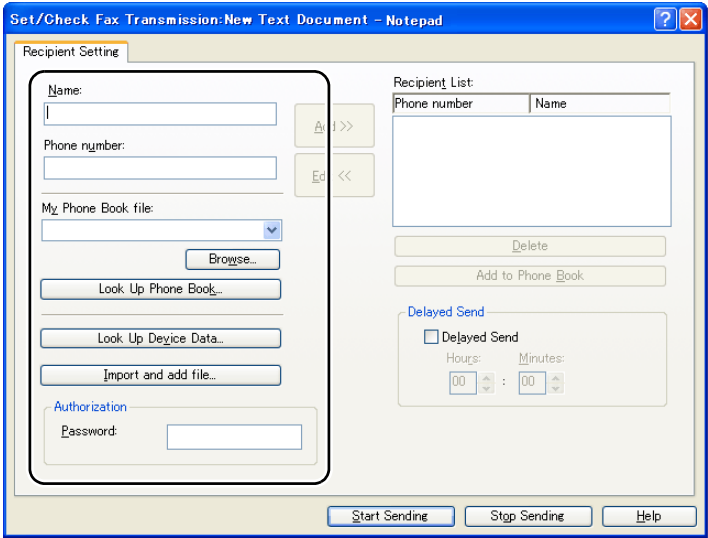 Set/Check Fax Transmission:New Text Document - Notepad
Recipient Setting
Name:
Phone number:
My Phone Book file:
Browse...
Look Up Phone Book...
Look Up Device Data...
Import and add file...
Authorization
Password:
Add >>
Edit <<
Recipient List:
Phone number Name
Delete
Add to Phone Book
Delayed Send
Delayed Send
Hours: Minutes:
00 : 00
Start Sending Stop Sending Help